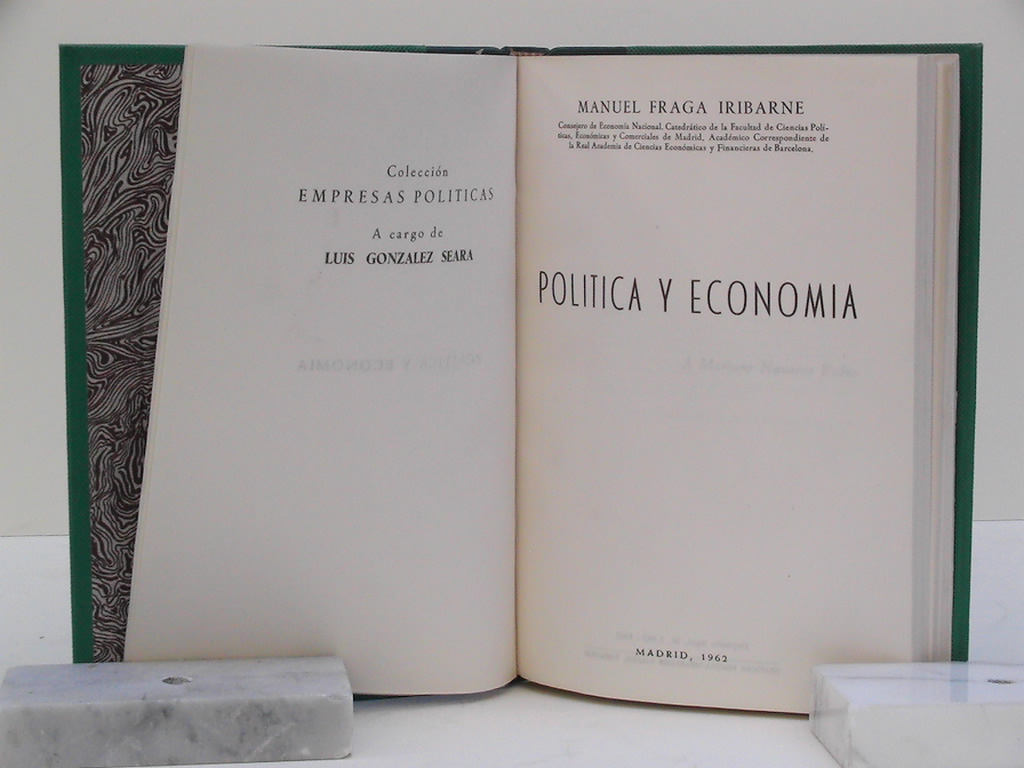 Colección
EMPRESAS POLITICAS
A cargo de
LUIS GONZALEZ SEARA
MANUEL FRAGA IRIBARNE
Consejero de Economía Nacional. Catedrático de la Facultad de Ciencias Polí-
ticas, Económicas y Comerciales de Madrid. Académico Correspondiente de
la Real Academia de Ciencias Económicas y Financieras de Barcelona.
POLITICA Y ECONOMIA
MADRID, 1962